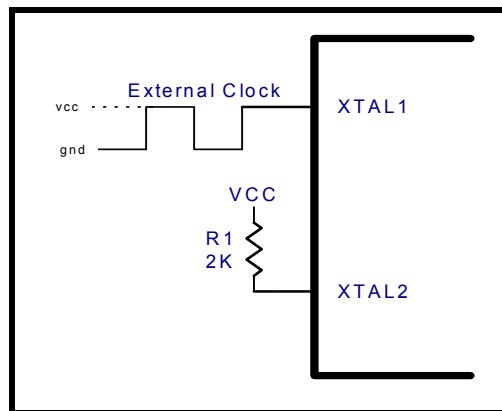 External Clock
vcc
XTAL1
gnd
VCC
R1
2K
XTAL2